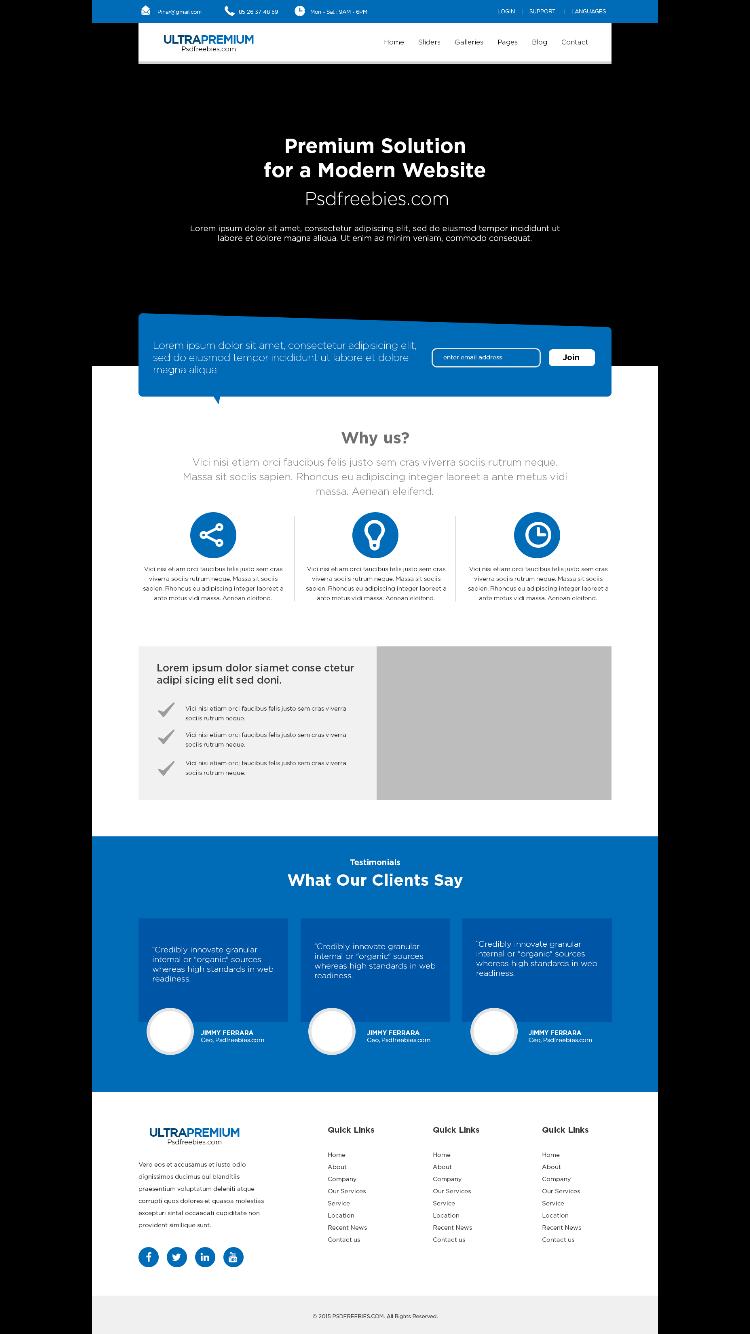 Pinar@gmail.com 05 26 37 48 59 Mon - Sat : 9AM - 6PM LOGIN | SUPPORT | LANGUAGES
ULTRAPREMIUM
Psdfreebies.com
Home Sliders Galleries Pages Blog Contact
Premium Solution
for a Modern Website
Psdfreebies.com
Lorem ipsum dolor sit amet, consectetur adipiscing elit, sed do eiusmod tempor incididunt ut
labore et dolore magna aliqua. Ut enim ad minim veniam, commodo consequat.
Lorem ipsum dolor sit amet, consectetur adipisicing elit,
sed do eiusmod tempor incididunt ut labore et dolore
magna aliqua
enter email address
Join
Why us?
Vici nisi etiam orci faucibus felis justo sem cras viverra sociis rutrum neque.
Massa sit sociis sapien. Rhoncus eu adipiscing integer laoreet a ante metus vidi
massa. Aenean eleifend.
Vici nisi etiam orci faucibus felis justo sem cras
viverra sociis rutrum neque. Massa sit sociis
sapien. Rhoncus eu adipiscing integer laoreet a
ante metus vidi massa. Aenean eleifend.
Vici nisi etiam orci faucibus felis justo sem cras
viverra sociis rutrum neque. Massa sit sociis
sapien. Rhoncus eu adipiscing integer laoreet a
ante metus vidi massa. Aenean eleifend.
Vici nisi etiam orci faucibus felis justo sem cras
viverra sociis rutrum neque. Massa sit sociis
sapien. Rhoncus eu adipiscing integer laoreet a
ante metus vidi massa. Aenean eleifend.
Lorem ipsum dolor siamet conse ctetur
adipi sicing elit sed doni.
Vici nisi etiam orci faucibus felis justo sem cras viverra
sociis rutrum neque.
Vici nisi etiam orci faucibus felis justo sem cras viverra
sociis rutrum neque.
Vici nisi etiam orci faucibus felis justo sem cras viverra
sociis rutrum neque.
Testimonials
What Our Clients Say
"Credibly innovate granular
internal or "organic" sources
whereas high standards in web
readiness.
JIMMY FERRARA
Ceo, Psdfreebies.com
"Credibly innovate granular
internal or "organic" sources
whereas high standards in web
readiness.
JIMMY FERRARA
Ceo, Psdfreebies.com
"Credibly innovate granular
internal or "organic" sources
whereas high standards in web
readiness.
JIMMY FERRARA
Ceo, Psdfreebies.com
ULTRAPREMIUM
Psdfreebies.com
Vero eos et accusamus et iusto odio
dignissimos ducimus qui blanditiis
praesentium voluptatum deleniti atque
corrupti quos dolores et quasoa molestias
excepturi sintat occaecati cupiditate non
provident similique sunt.
Quick Links
Home
About
Company
Our Services
Service
Location
Recent News
Contact us
Quick Links
Home
About
Company
Our Services
Service
Location
Recent News
Contact us
Quick Links
Home
About
Company
Our Services
Service
Location
Recent News
Contact us
© 2015 PSDFREEBIES.COM. All Rights Reserved.